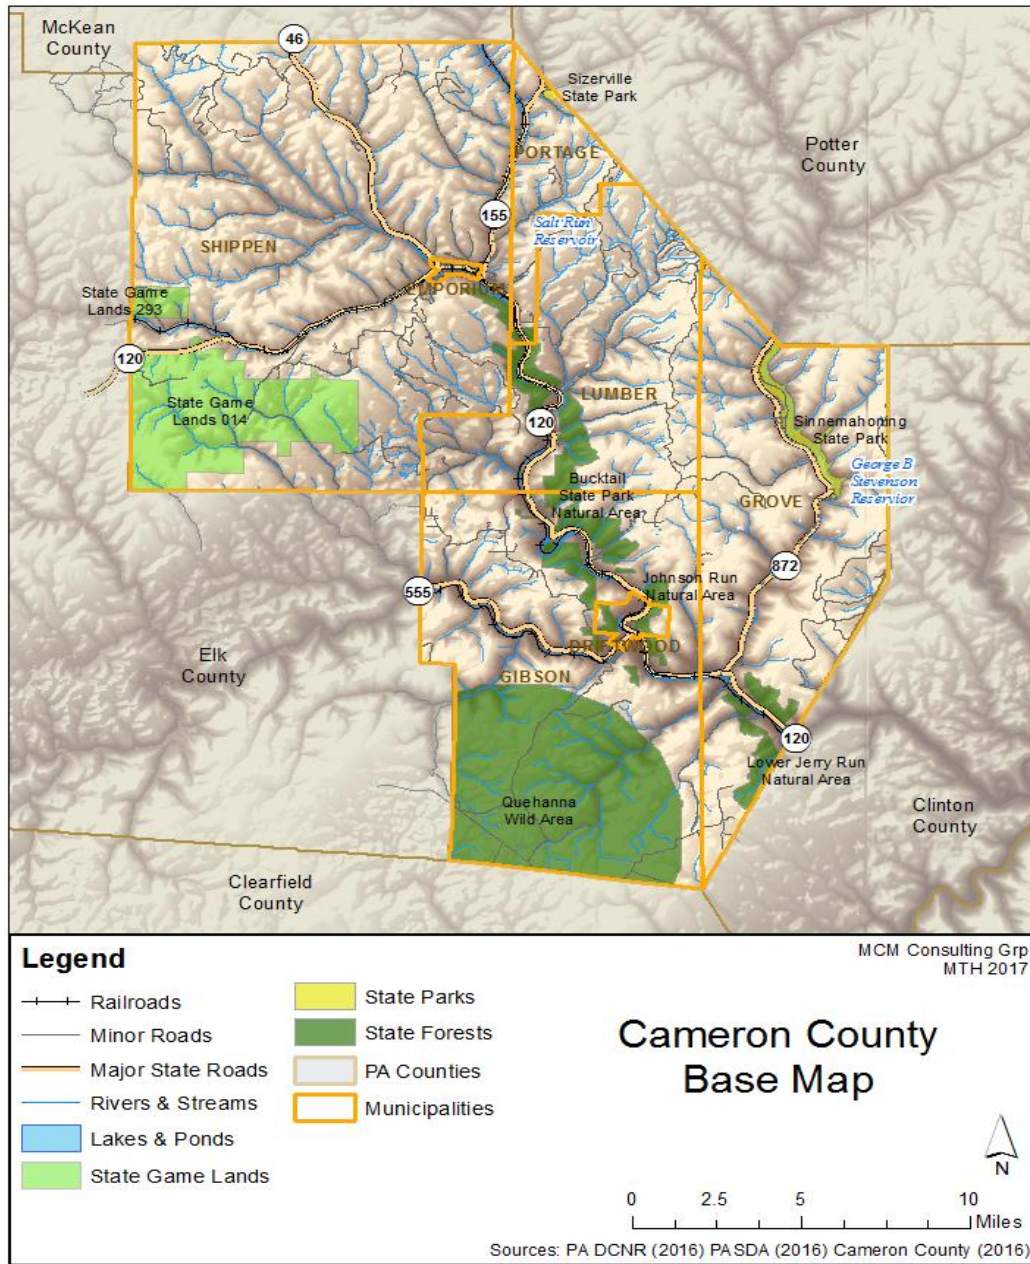 McKean
County
46
Sizerville
State Park
PORTAGE
Potter
County
155
Salt Run
Reservoir
SHIPPEN
EMPORIUM
State Game
Lands 293
120
State Game
Lands 014
LUMBER
120
Sinnemahoning
State Park
Bucktail
State Park
Natural Area
George B
Stevenson
Reservior
GROVE
872
555
Johnson Run
Natural Area
Elk
County
DRIFTWOOD
GIBSON
120
Lower Jerry Run
Natural Area
Quehanna
Wild Area
Clinton
County
Clearfield
County
Legend
Railroads
Minor Roads
Major State Roads
Rivers & Streams
Lakes & Ponds
State Game Lands
State Parks
State Forests
PA Counties
Municipalities
MCM Consulting Grp
MTH 2017
Cameron County
Base Map
N
0 2.5 5 10
Miles
Sources: PA DCNR (2016) PASDA (2016) Cameron County (2016)